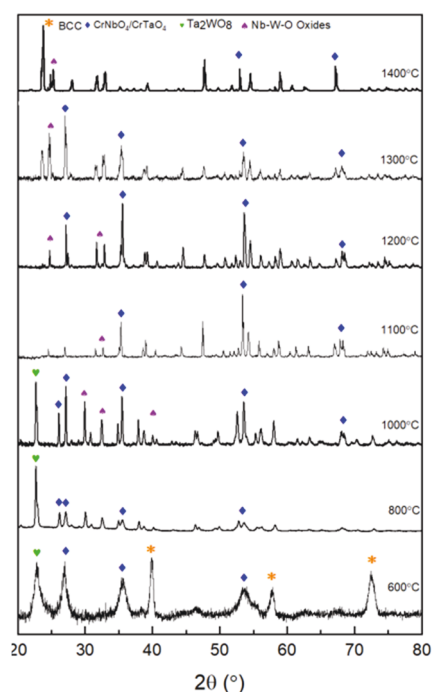 * BCC ♦ CrNbO₄/CrTaO₄ ♥ Ta2WO8 ♠ Nb-W-O Oxides
1400°C
1300°C
1200°C
1100°C
1000°C
800°C
600°C
20 30 40 50 60 70 80
2θ (°)